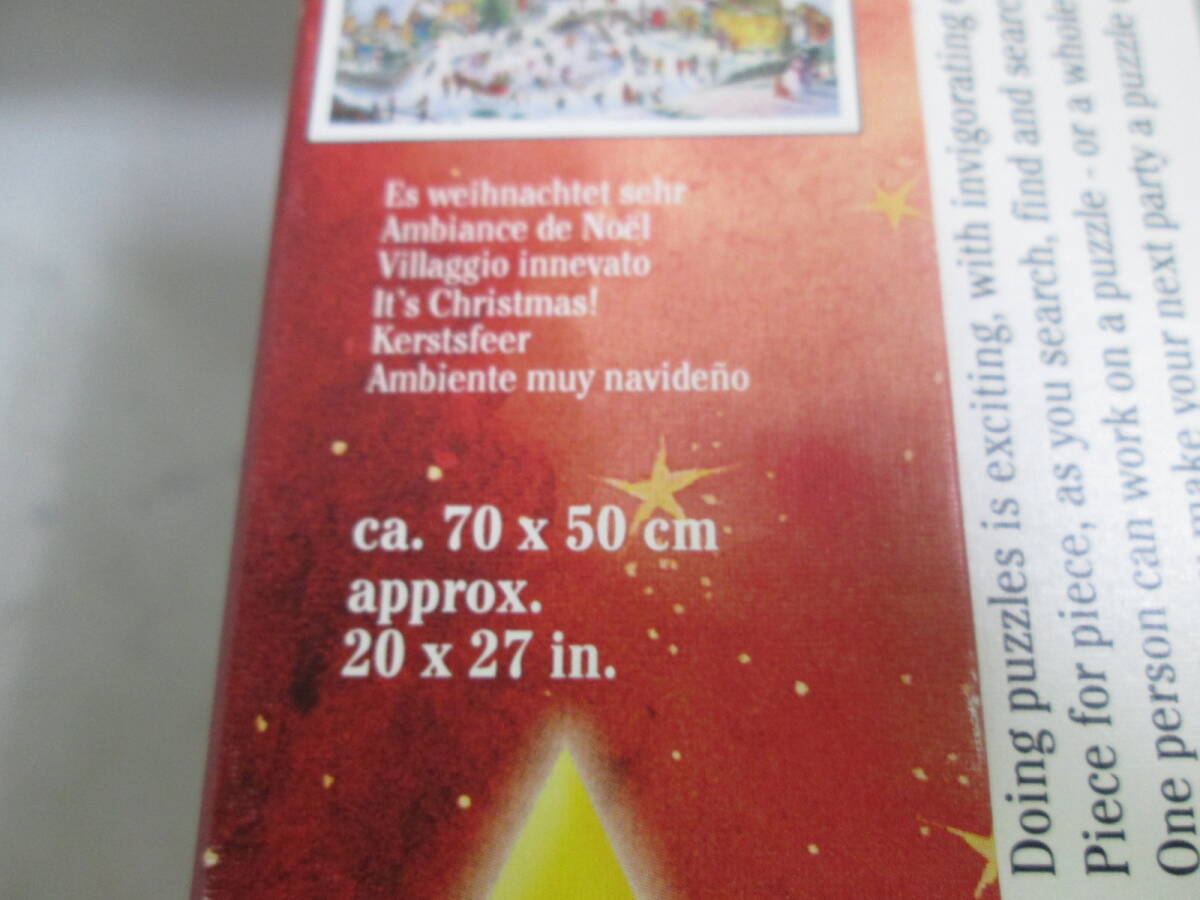 Es weihnachtet sehr
Ambiance de Noël
Villaggio innevato
It's Christmas!
Kerstsfeer
Ambiente muy navideño
ca. 70 x 50 cm
approx.
20 x 27 in.
Doing puzzles is exciting, with invigorating
Piece for piece, as you search, find and
One person can work on a puzzle - or a whole
make your next party a puzzle